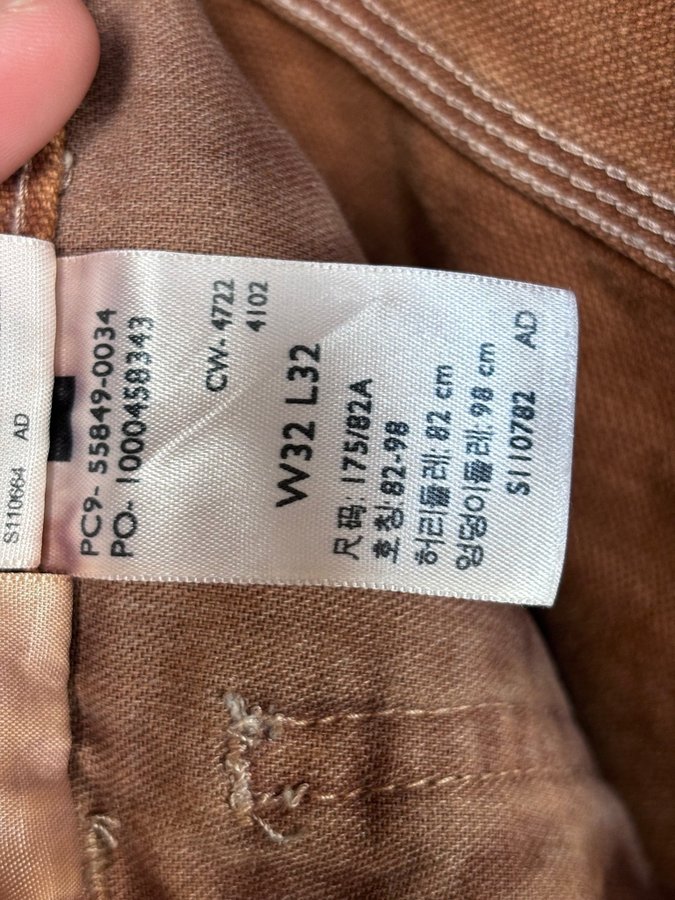 PC9- 55849-0034
PO- 1000458343
CW- 4722
4102
W32 L32
尺码: 175/82A
호칭: 82-98
허리둘레: 82 cm
엉덩이둘레: 98 cm
S110782 AD
S110664 AD